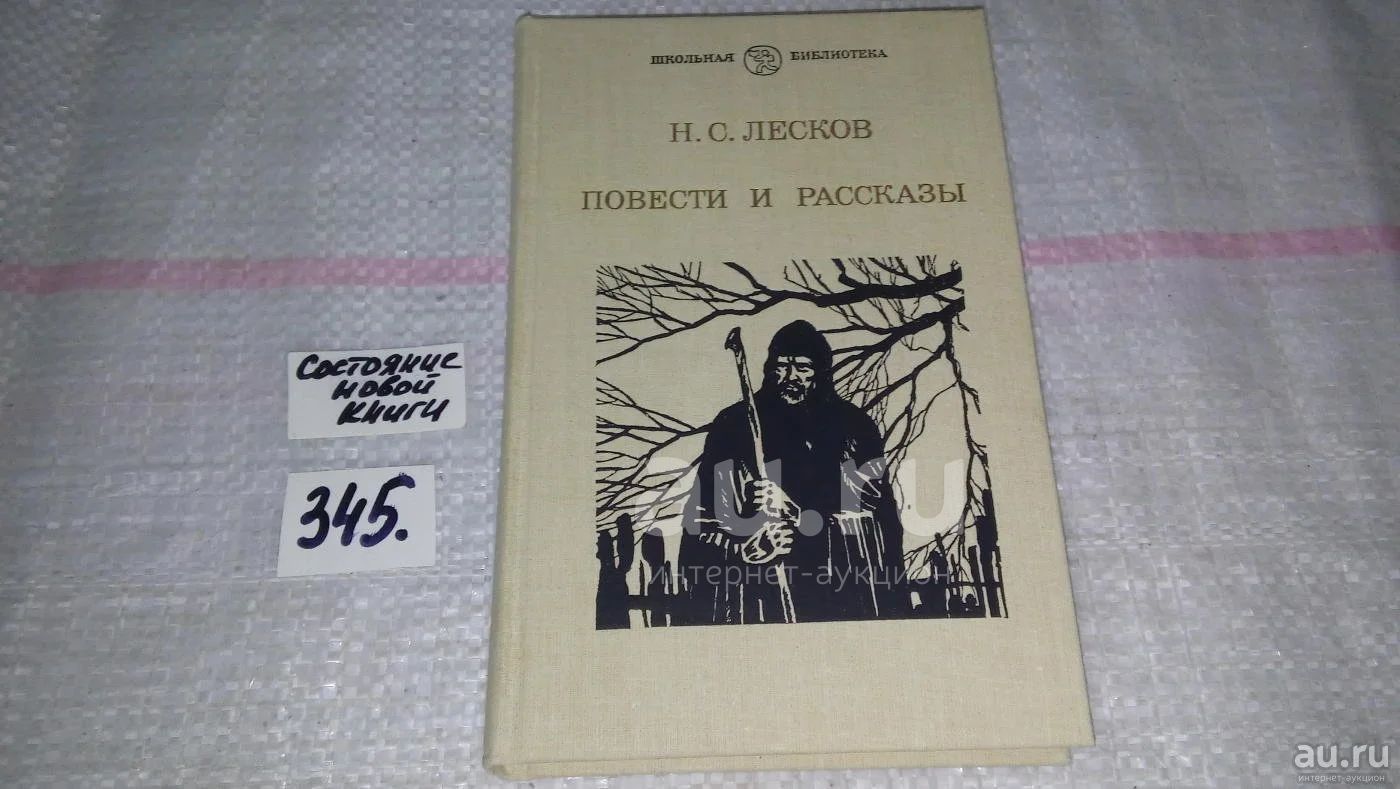 ШКОЛЬНАЯ БИБЛИОТЕКА
Н. С. ЛЕСКОВ
ПОВЕСТИ И РАССКАЗЫ
Состояние
новой
книги
345.
au.ru
интернет-аукцион
au.ru
интернет-аукцион